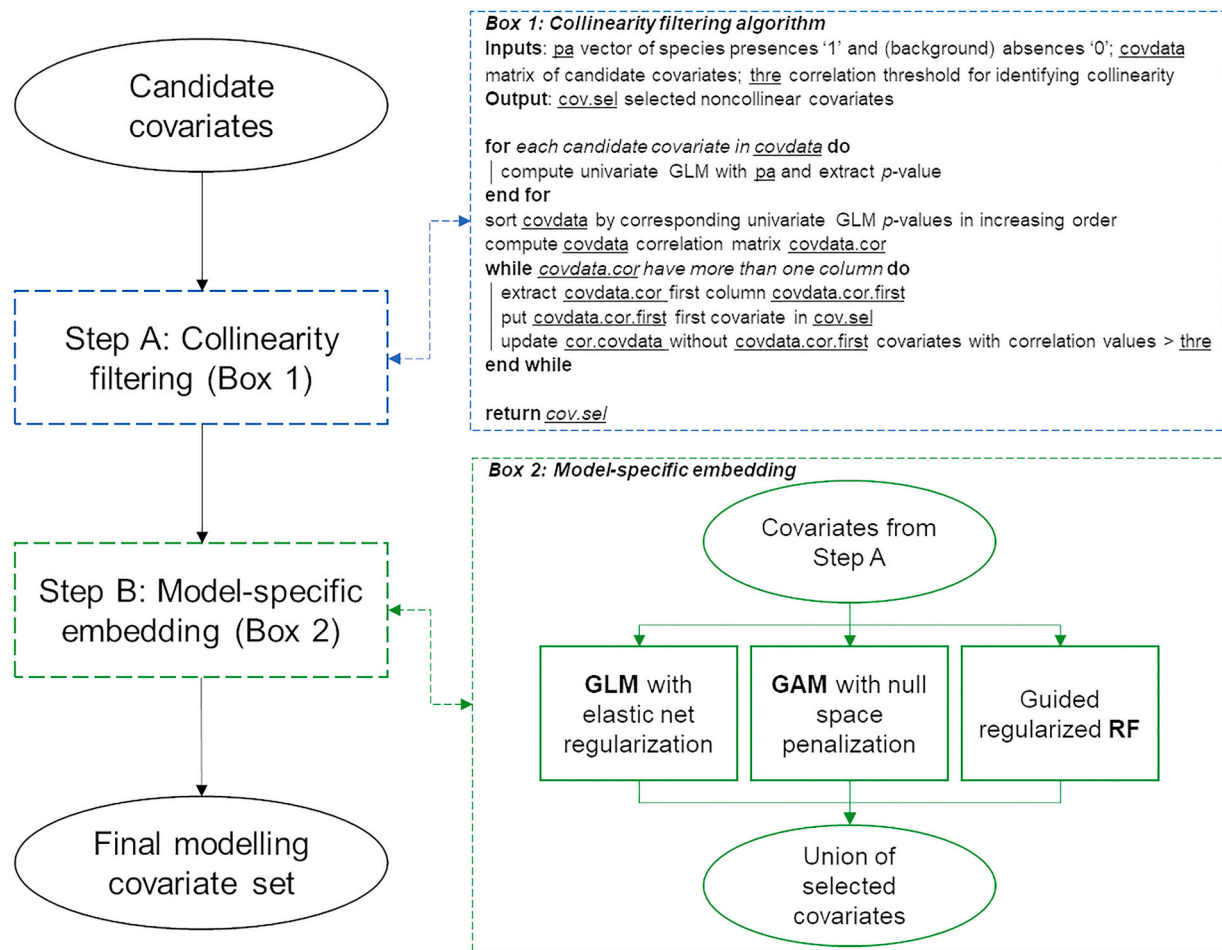 Candidate
covariates
Step A: Collinearity
filtering (Box 1)
Step B: Model-specific
embedding (Box 2)
Final modelling
covariate set
Box 1: Collinearity filtering algorithm
Inputs: pa vector of species presences ‘1’ and (background) absences ‘0’; covdata
matrix of candidate covariates; thre correlation threshold for identifying collinearity
Output: cov.sel selected noncollinear covariates
for each candidate covariate in covdata do
compute univariate GLM with pa and extract p-value
end for
sort covdata by corresponding univariate GLM p-values in increasing order
compute covdata correlation matrix covdata.cor
while covdata.cor have more than one column do
extract covdata.cor first column covdata.cor.first
put covdata.cor.first first covariate in cov.sel
update cor.covdata without covdata.cor.first covariates with correlation values > thre
end while
return cov.sel
Box 2: Model-specific embedding
Covariates from
Step A
GLM with
elastic net
regularization
GAM with null
space
penalization
Guided
regularized RF
Union of
selected
covariates